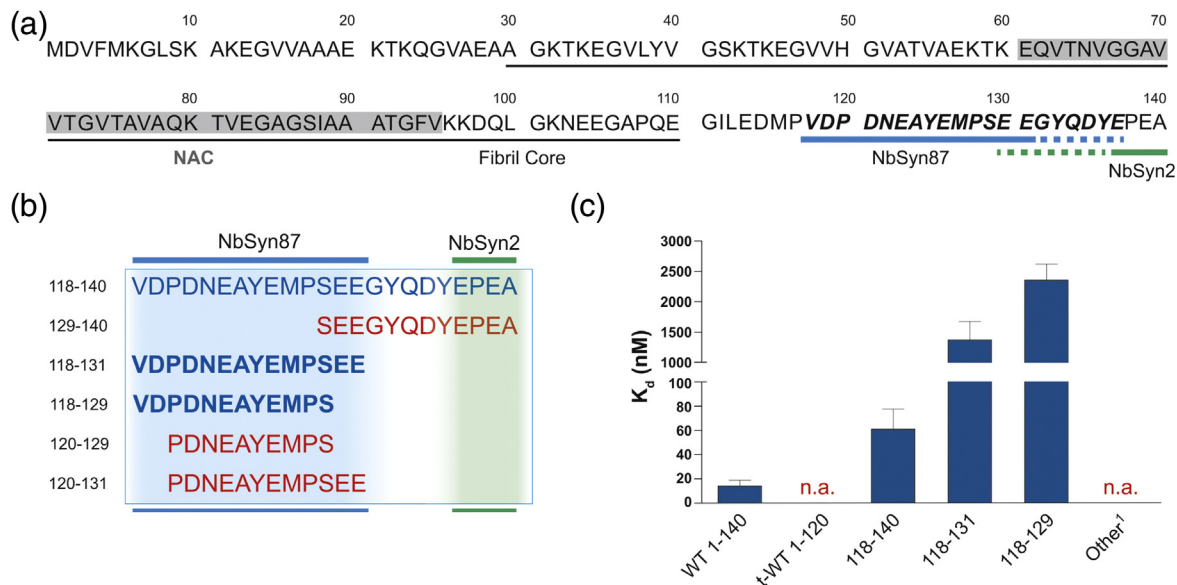 (a)
10 20 30 40 50 60 70
MDVFMKGLSK AKEGVVAAAE KTKQGVAEAA GKTKEGVLYV GSKTKEGVVH GVATVAEKTK EQVTNVGGAV
80 90 100 110 120 130 140
VTGVTAVAQK TVEGAGSIAA ATGFVKKDQL GKNEEGAPQE GILEDMPVDP DNEAYEMPSE EGYQDYEPEA
NAC Fibril Core NbSyn87 NbSyn2
(b)
NbSyn87 NbSyn2
118-140 VDPDNEAYEMPSEEGYQDYEPEA
129-140 SEEGYQDYEPEA
118-131 VDPDNEAYEMPSEE
118-129 VDPDNEAYEMPS
120-129 PDNEAYEMPS
120-131 PDNEAYEMPSEE
(c)
Kd (nM)
3000
2500
2000
1500
1000
100
80
60
40
20
0
n.a. n.a.
WT 1-140 t-WT 1-120 118-140 118-131 118-129 Other¹